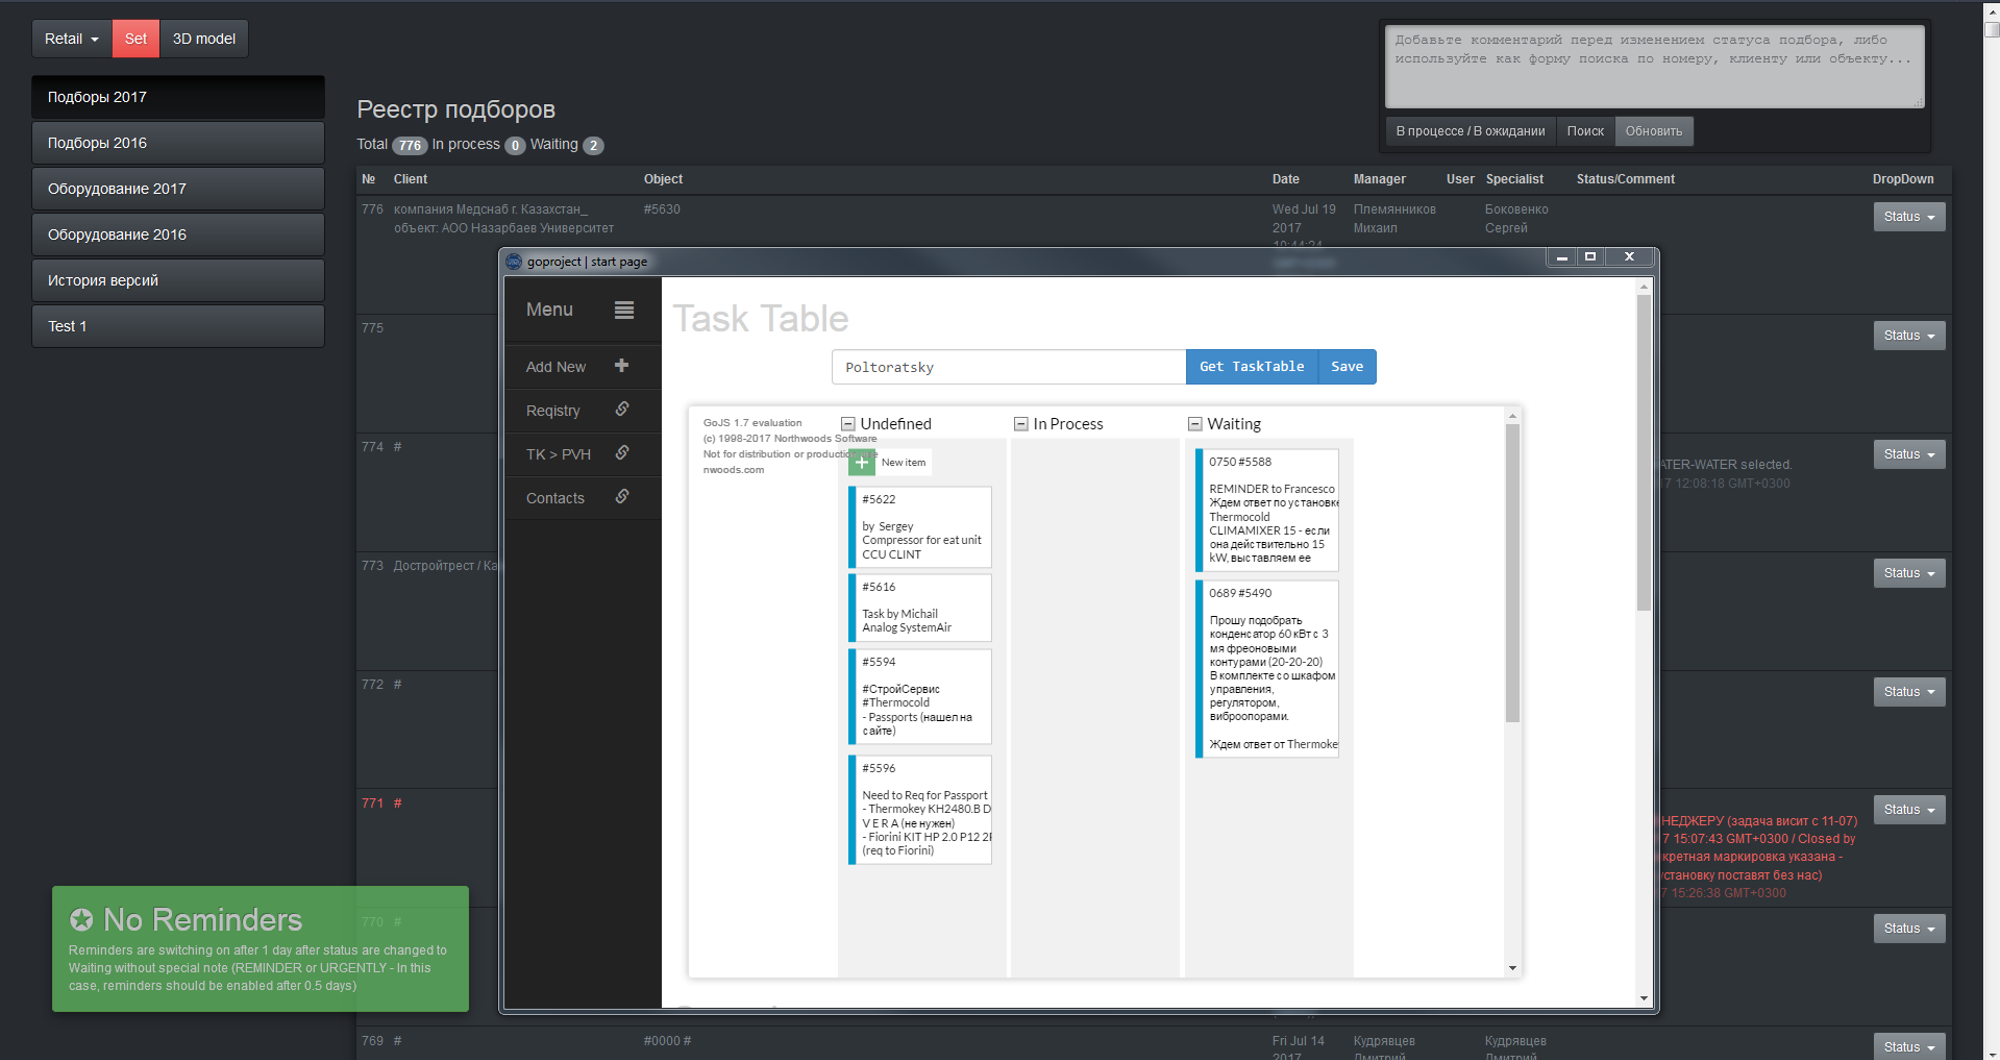 Retail
Set
3D model
Подборы 2017
Подборы 2016
Оборудование 2017
Оборудование 2016
История версий
Test 1
Добавьте комментарий перед изменением статуса подбора, либо
используйте как форму поиска по номеру, клиенту или объекту...
В процессе / В ожидании
Поиск
Обновить
Реестр подборов
Total 776 In process 0 Waiting 2
№ Client Object Date Manager User Specialist Status/Comment DropDown
776 компания Медснаб г. Казахстан_ #5630 Wed Jul 19 Племянников Боковенко Status
объект: АОО Назарбаев Университет 2017 Михаил Сергей
775 Status
774 # Status
ATER-WATER selected.
17 12:08:18 GMT+0300
773 Достройтрест / Status
772 # Status
771 # Status
НЕДЖЕРУ (задача висит с 11-07)
7 15:07:43 GMT+0300 / Closed by
кретная маркировка указана -
установку поставят без нас)
7 15:26:38 GMT+0300
770 # Status
769 # #0000 # Fri Jul 14 Кудрявцев Кудрявцев Status
2017 Дмитрий Дмитрий
goproject | start page
Menu
Add New
Reqistry
TK > PVH
Contacts
Task Table
Poltoratsky
Get TaskTable
Save
GoJS 1.7 evaluation
(c) 1998-2017 Northwoods Software
Not for distribution or production
nwoods.com
Undefined
New item
#5622
by Sergey
Compressor for eat unit
CCU CLINT
#5616
Task by Michail
Analog SystemAir
#5594
#СтройСервис
#Thermocold
- Passports (нашел на
сайте)
#5596
Need to Req for Passport
- Thermokey KH2480.B D
V E R A (не нужен)
- Fiorini KIT HP 2.0 P12
(req to Fiorini)
In Process
Waiting
0750 #5588
REMINDER to Francesco
Ждем ответ по установке
Thermocold
CLIMAMIXER 15 - если
она действительно 15
kW, выставляем ее
0689 #5490
Прошу подобрать
конденсатор 60 кВт с 3
мя фреоновыми
контурами (20-20-20)
В комплекте со шкафом
управления,
регулятором,
виброопорами.
Ждем ответ от Thermoke
No Reminders
Reminders are switching on after 1 day after status are changed to
Waiting without special note (REMINDER or URGENTLY - In this
case, reminders should be enabled after 0.5 days)